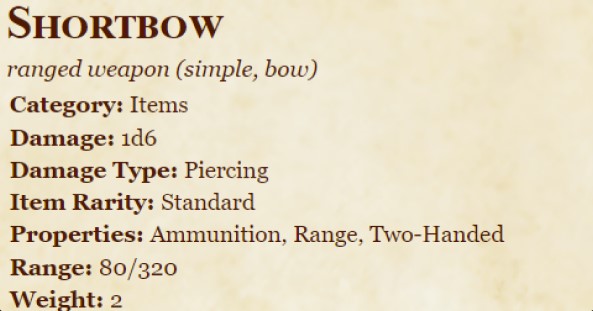 Shortbow
ranged weapon (simple, bow)
Category: Items
Damage: 1d6
Damage Type: Piercing
Item Rarity: Standard
Properties: Ammunition, Range, Two-Handed
Range: 80/320
Weight: 2